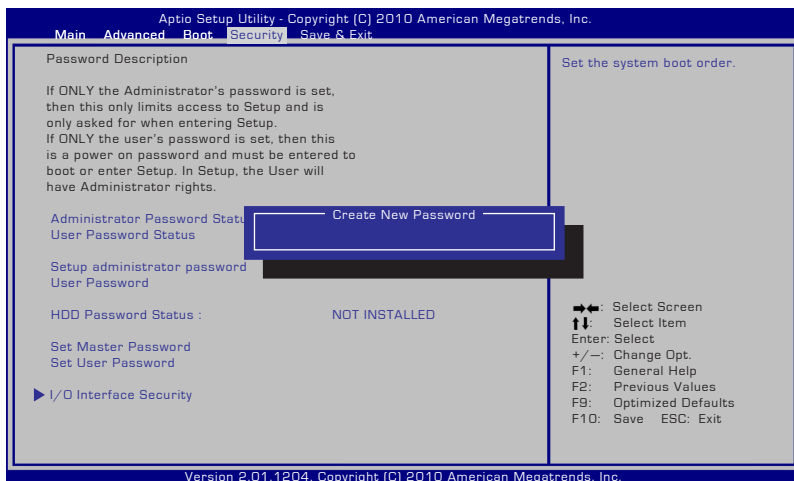 Aptio Setup Utility - Copyright (C) 2010 American Megatrends, Inc.
Main Advanced Boot Security Save & Exit
Password Description
If ONLY the Administrator's password is set,
then this only limits access to Setup and is
only asked for when entering Setup.
If ONLY the user's password is set, then this
is a power on password and must be entered to
boot or enter Setup. In Setup, the User will
have Administrator rights.
Administrator Password Statu
User Password Status
Create New Password
Setup administrator password
User Password
HDD Password Status : NOT INSTALLED
Set Master Password
Set User Password
I/O Interface Security
Set the system boot order.
→←: Select Screen
↑↓: Select Item
Enter: Select
+/—: Change Opt.
F1: General Help
F2: Previous Values
F9: Optimized Defaults
F10: Save ESC: Exit
Version 2.01.1204. Copyright (C) 2010 American Megatrends, Inc.